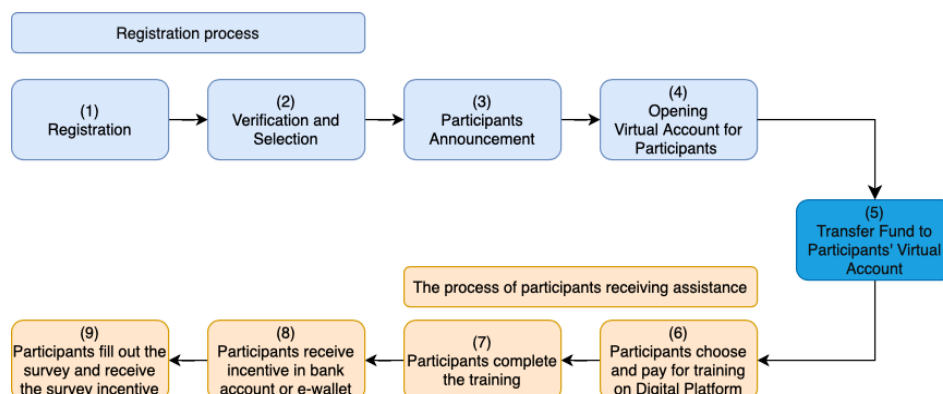 Registration process
(1)
Registration
(2)
Verification and
Selection
(3)
Participants
Announcement
(4)
Opening
Virtual Account for
Participants
(5)
Transfer Fund to
Participants' Virtual
Account
The process of participants receiving assistance
(6)
Participants choose
and pay for training
on Digital Platform
(7)
Participants complete
the training
(8)
Participants receive
incentive in bank
account or e-wallet
(9)
Participants fill out the
survey and receive
the survey incentive